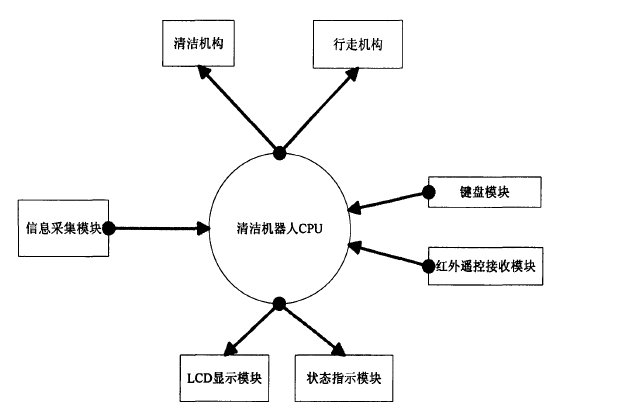 清洁机构
行走机构
键盘模块
信息采集模块
清洁机器人CPU
红外遥控接收模块
LCD显示模块
状态指示模块